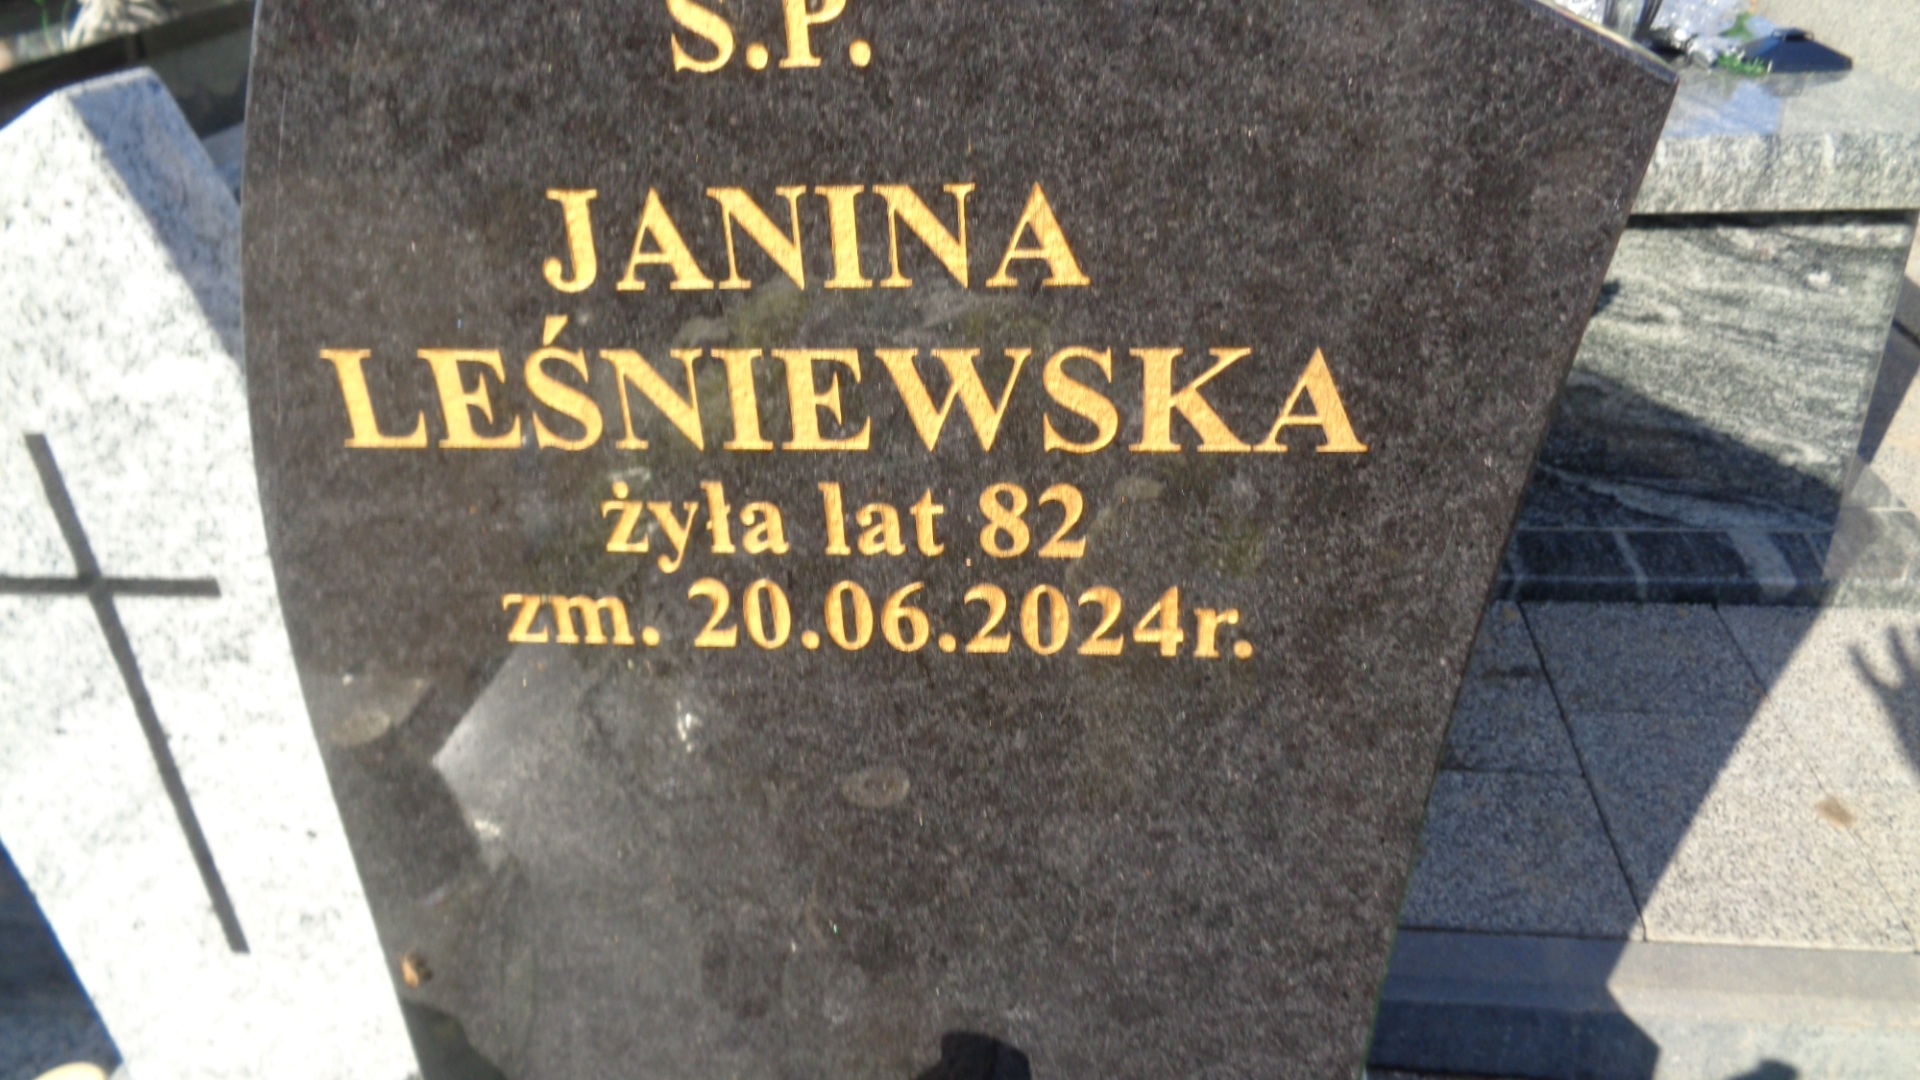 Ś.P.
JANINA
LEŚNIEWSKA
żyła lat 82
zm. 20.06.2024r.